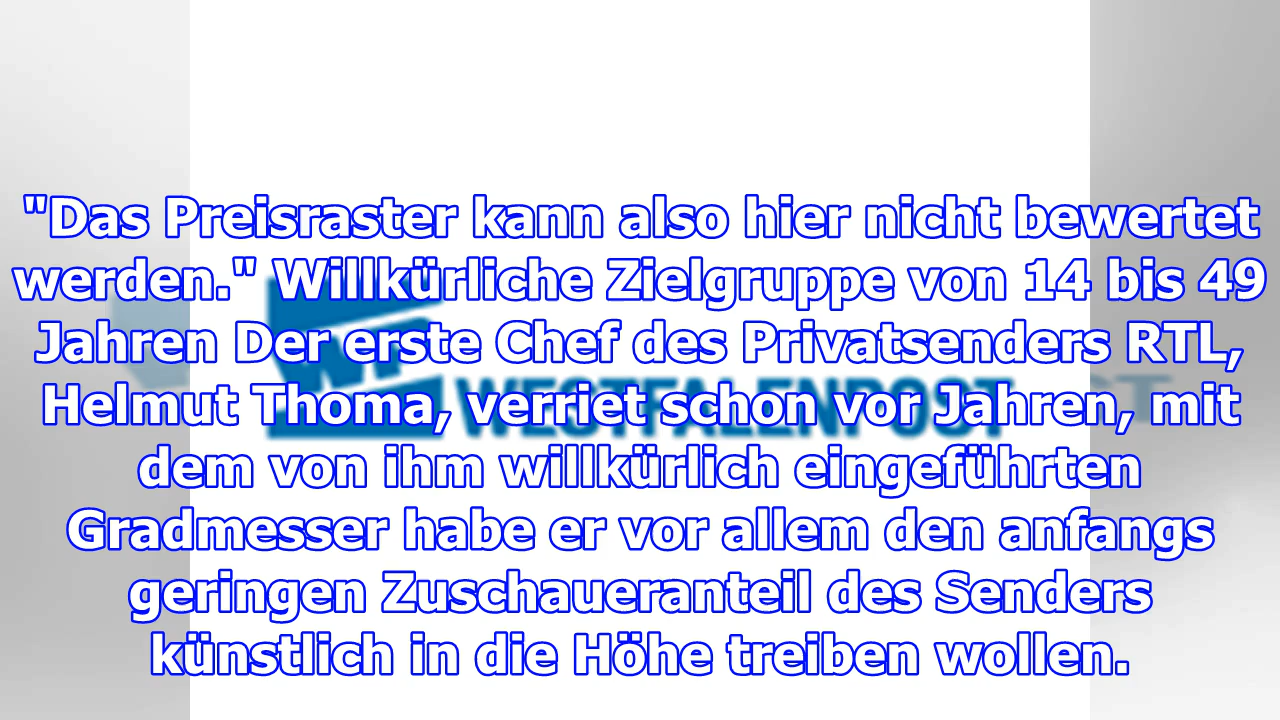 "Das Preisraster kann also hier nicht bewertet
werden." Willkürliche Zielgruppe von 14 bis 49
Jahren Der erste Chef des Privatsenders RTL,
Helmut Thoma, verriet schon vor Jahren, mit
dem von ihm willkürlich eingeführten
Gradmesser habe er vor allem den anfangs
geringen Zuschaueranteil des Senders
künstlich in die Höhe treiben wollen.
WP
WESTFALENPOST